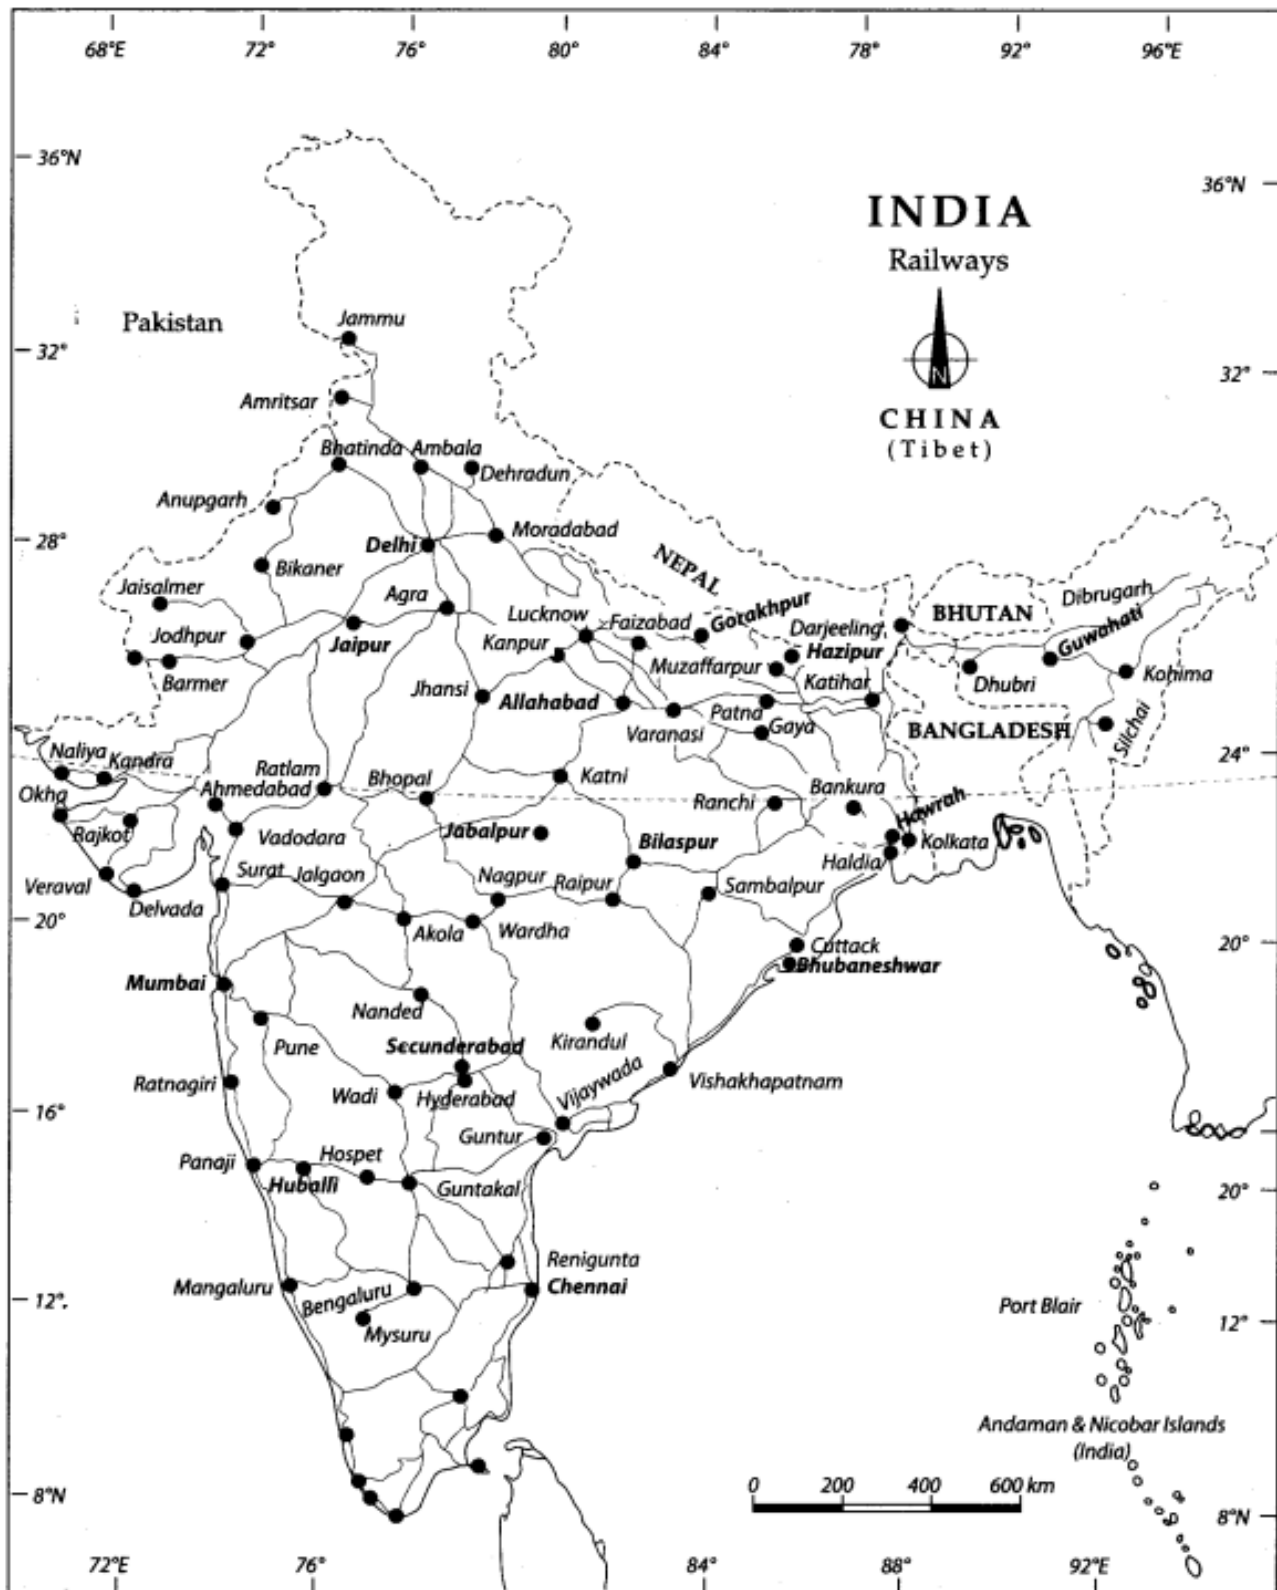 68°E 72° 76° 80° 84° 78° 92° 96°E
36°N
36°N
INDIA
Railways
N
Pakistan
Jammu
32°
32°
CHINA
(Tibet)
Amritsar
Bhatinda Ambala
Dehradun
Anupgarh
28°
Delhi
Moradabad
28°
NEPAL
Bikaner
Jaisalmer
Agra
Lucknow
Faizabad
Gorakhpur
BHUTAN
Dibrugarh
Jodhpur
Jaipur
Kanpur
Darjeeling
Hazipur
Guwahati
Barmer
Muzaffarpur
Katihar
Dhubri
Kohima
Jhansi
Allahabad
Varanasi
Patna
Gaya
BANGLADESH
Silchai
Naliya
Kandra
24°
Okha
Ahmedabad
Ratlam
Bhopal
Katni
Ranchi
Bankura
Hawrah
Rajkot
Vadodara
Jabalpur
Bilaspur
Haldia
Kolkata
Veraval
Delvada
Surat
Jalgaon
Nagpur
Raipur
Sambalpur
20°
Akola
Wardha
Cuttack
20°
Bhubaneshwar
Mumbai
Nanded
Kirandul
Pune
Secunderabad
Ratnagiri
Wadi
Hyderabad
Vijaywada
Vishakhapatnam
16°
Guntur
Panaji
Hospet
Huballi
Guntakal
20°
Renigunta
Mangaluru
Bengaluru
Chennai
12°.
Port Blair
12°
Mysuru
Andaman & Nicobar Islands
(India)
0 200 400 600 km
8°N
8°N
72°E 76° 84° 88° 92°E